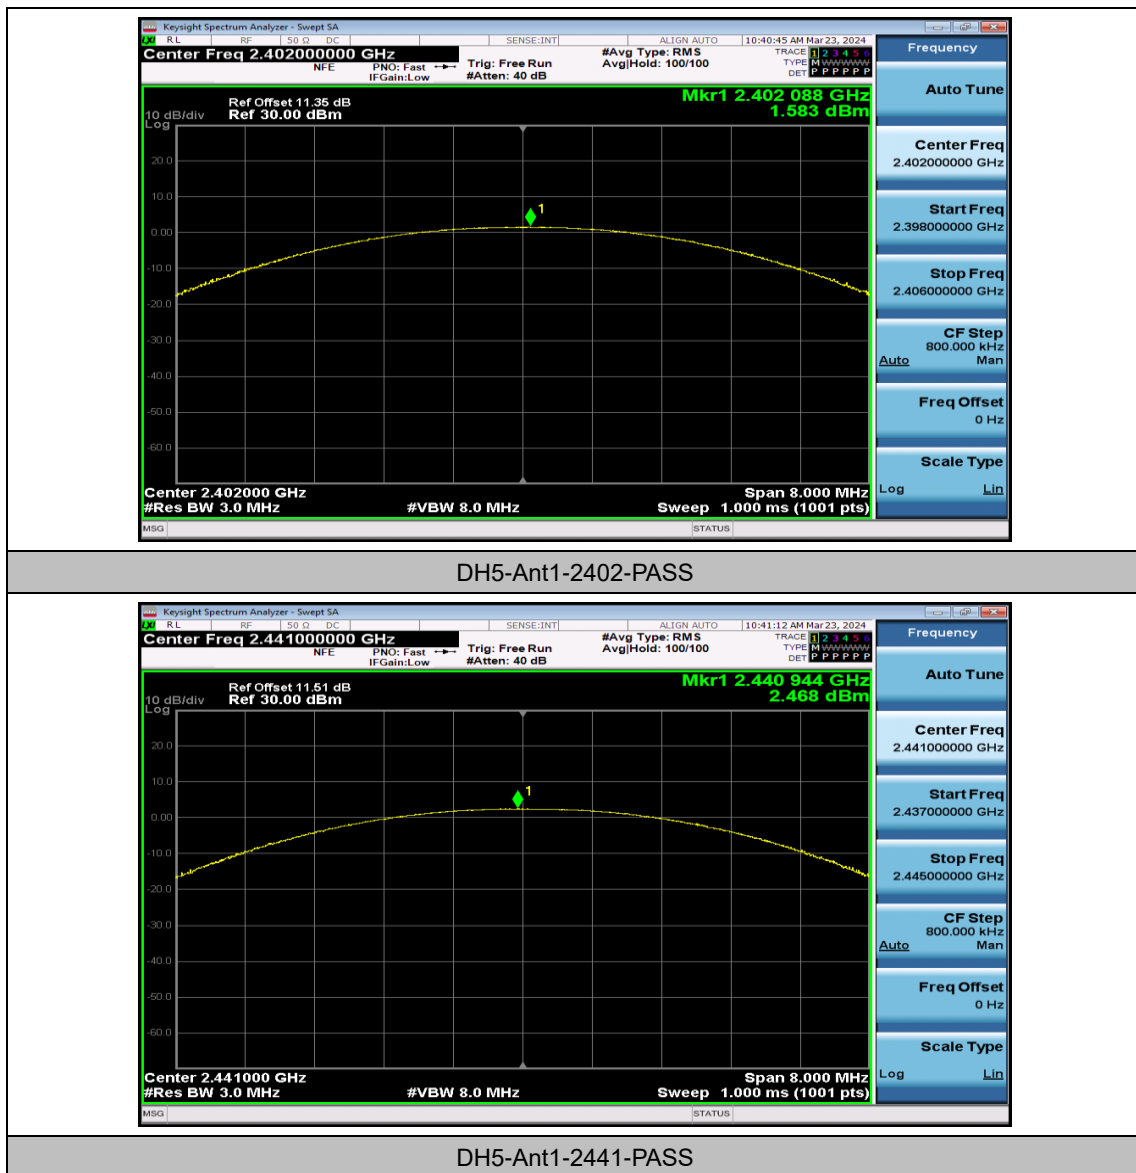 Keysight Spectrum Analyzer - Swept SA
LXI RL RF 50 Ω DC SENSE:INT ALIGN AUTO 10:40:45 AM Mar 23, 2024
Center Freq 2.402000000 GHz #Avg Type: RMS TRACE 1 2 3 4 5 6
NFE PNO: Fast Trig: Free Run Avg|Hold: 100/100 TYPE M WWWWW
IFGain:Low #Atten: 40 dB DET P P P P P P
Frequency
Auto Tune
Mkr1 2.402 088 GHz
1.583 dBm
Ref Offset 11.35 dB
10 dB/div Ref 30.00 dBm
Log
20.0
10.0
0.00
-10.0
-20.0
-30.0
-40.0
-50.0
-60.0
1
Center Freq
2.402000000 GHz
Start Freq
2.398000000 GHz
Stop Freq
2.406000000 GHz
CF Step
800.000 kHz
Auto Man
Freq Offset
0 Hz
Scale Type
Log Lin
Center 2.402000 GHz Span 8.000 MHz
#Res BW 3.0 MHz #VBW 8.0 MHz Sweep 1.000 ms (1001 pts)
MSG STATUS
DH5-Ant1-2402-PASS
Keysight Spectrum Analyzer - Swept SA
LXI RL RF 50 Ω DC SENSE:INT ALIGN AUTO 10:41:12 AM Mar 23, 2024
Center Freq 2.441000000 GHz #Avg Type: RMS TRACE 1 2 3 4 5 6
NFE PNO: Fast Trig: Free Run Avg|Hold: 100/100 TYPE M WWWWW
IFGain:Low #Atten: 40 dB DET P P P P P P
Frequency
Auto Tune
Mkr1 2.440 944 GHz
2.468 dBm
Ref Offset 11.51 dB
10 dB/div Ref 30.00 dBm
Log
20.0
10.0
0.00
-10.0
-20.0
-30.0
-40.0
-50.0
-60.0
1
Center Freq
2.441000000 GHz
Start Freq
2.437000000 GHz
Stop Freq
2.445000000 GHz
CF Step
800.000 kHz
Auto Man
Freq Offset
0 Hz
Scale Type
Log Lin
Center 2.441000 GHz Span 8.000 MHz
#Res BW 3.0 MHz #VBW 8.0 MHz Sweep 1.000 ms (1001 pts)
MSG STATUS
DH5-Ant1-2441-PASS